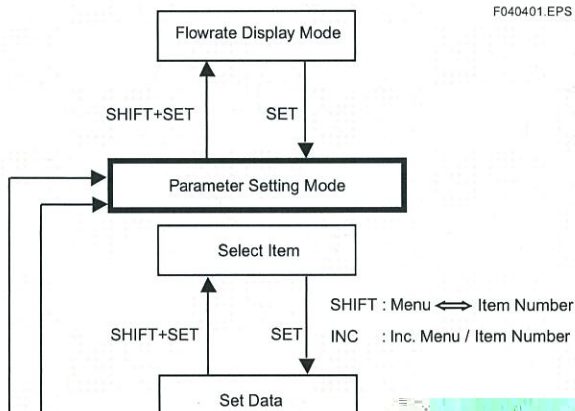 F040401.EPS
Flowrate Display Mode
SHIFT+SET SET
Parameter Setting Mode
Select Item
SHIFT : Menu ⟺ Item Number
SHIFT+SET SET INC : Inc. Menu / Item Number
Set Data